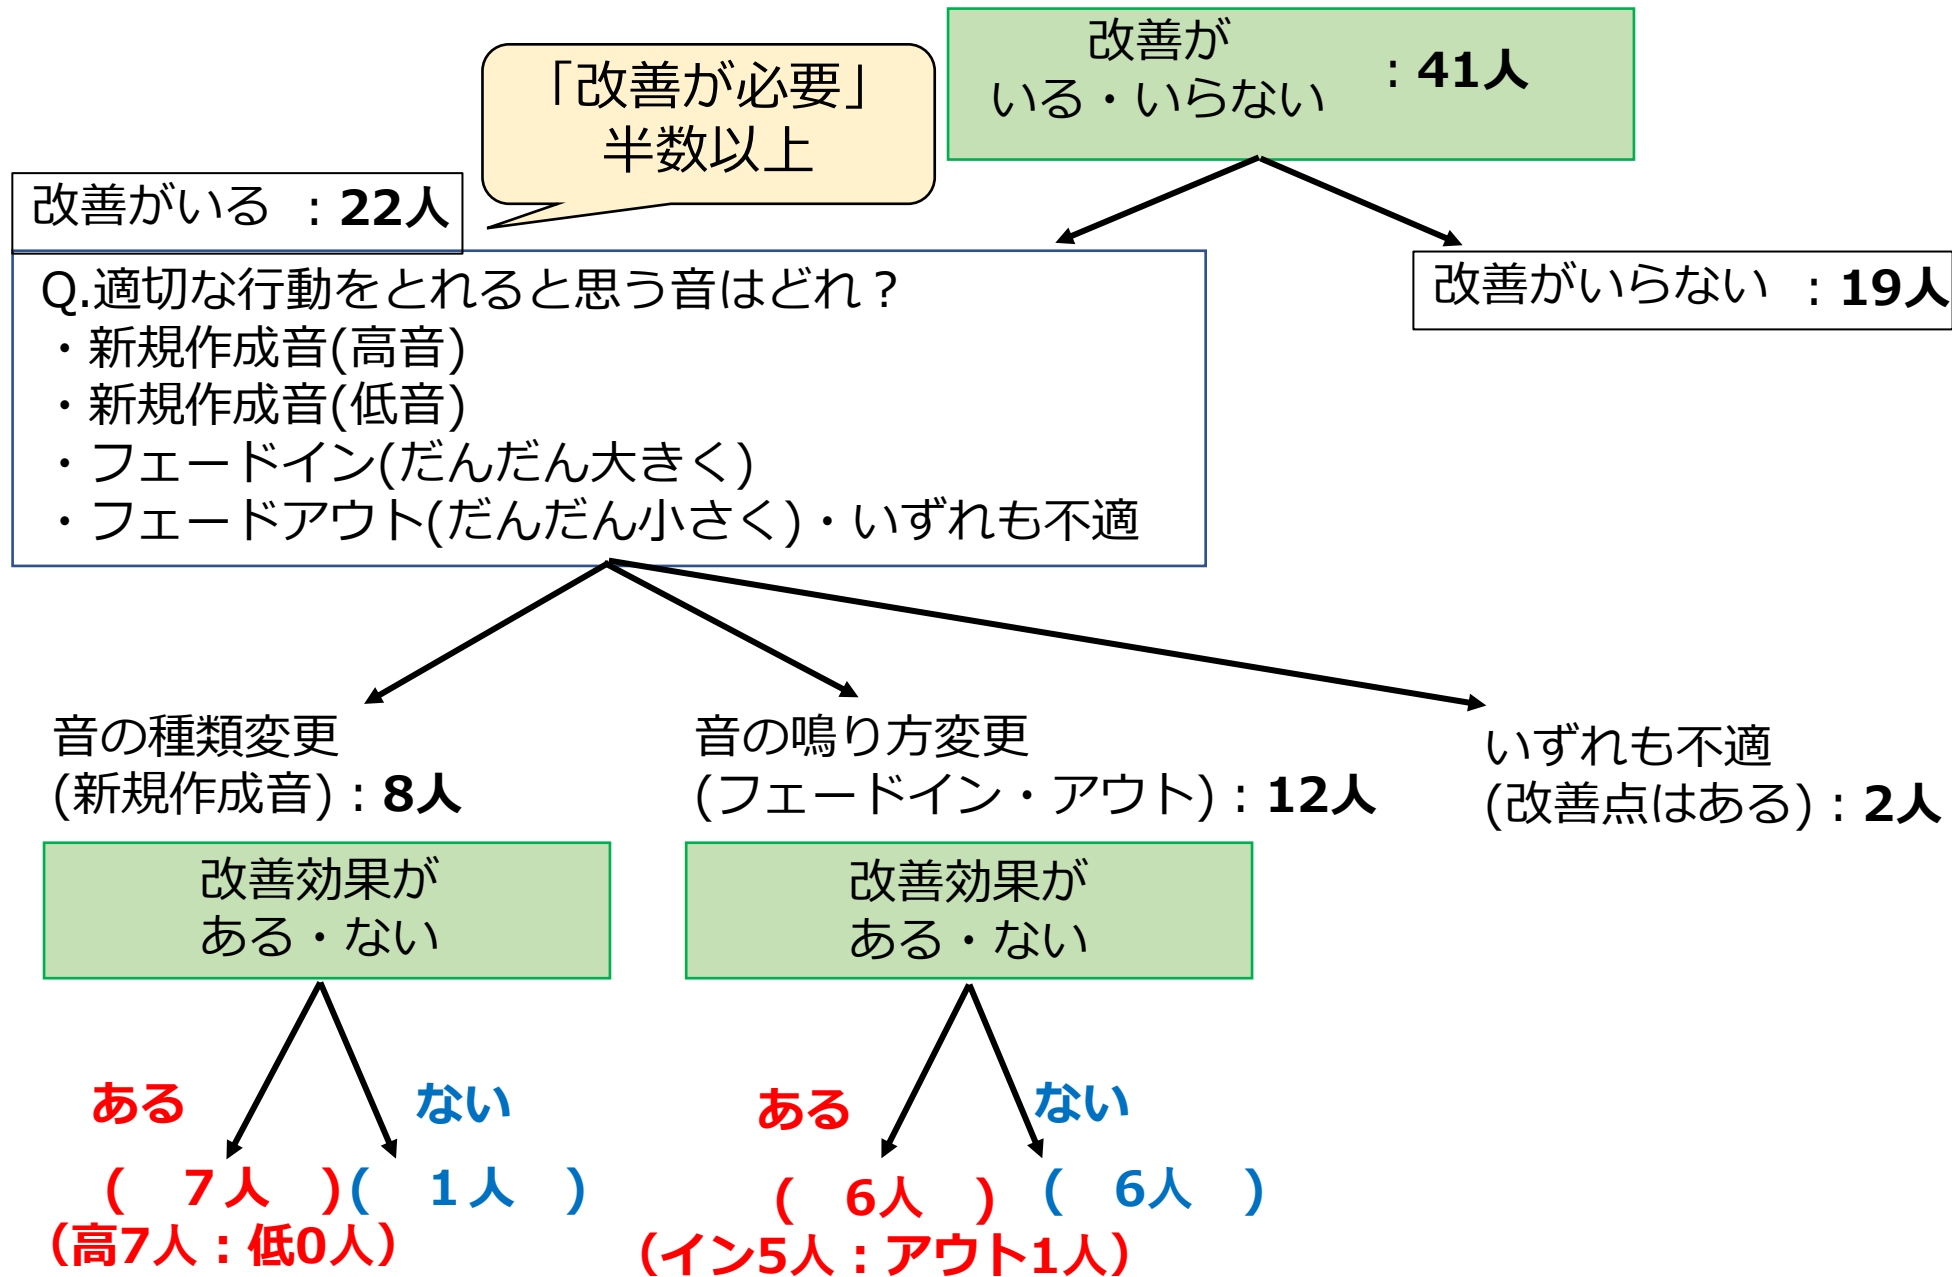 改善が
いる・いらない ：41人
「改善が必要」
半数以上
改善がいる ：22人
Q.適切な行動をとれると思う音はどれ？
・新規作成音(高音)
・新規作成音(低音)
・フェードイン(だんだん大きく)
・フェードアウト(だんだん小さく)・いずれも不適
改善がいらない ：19人
音の種類変更
(新規作成音)：8人
音の鳴り方変更
(フェードイン・アウト)：12人
いずれも不適
(改善点はある)：2人
改善効果が
ある・ない
改善効果が
ある・ない
ある ない
(　７人　)(　１人　)
（高7人：低0人）
ある ない
(　6人　) (　6人　)
（イン5人：アウト1人）